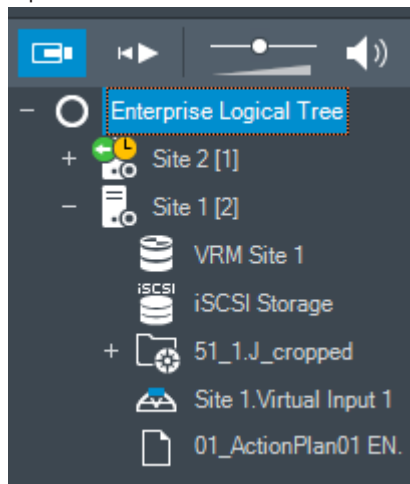 Enterprise Logical Tree
Site 2 [1]
Site 1 [2]
VRM Site 1
iSCSI
iSCSI Storage
51_1.J_cropped
Site 1.Virtual Input 1
01_ActionPlan01 EN.